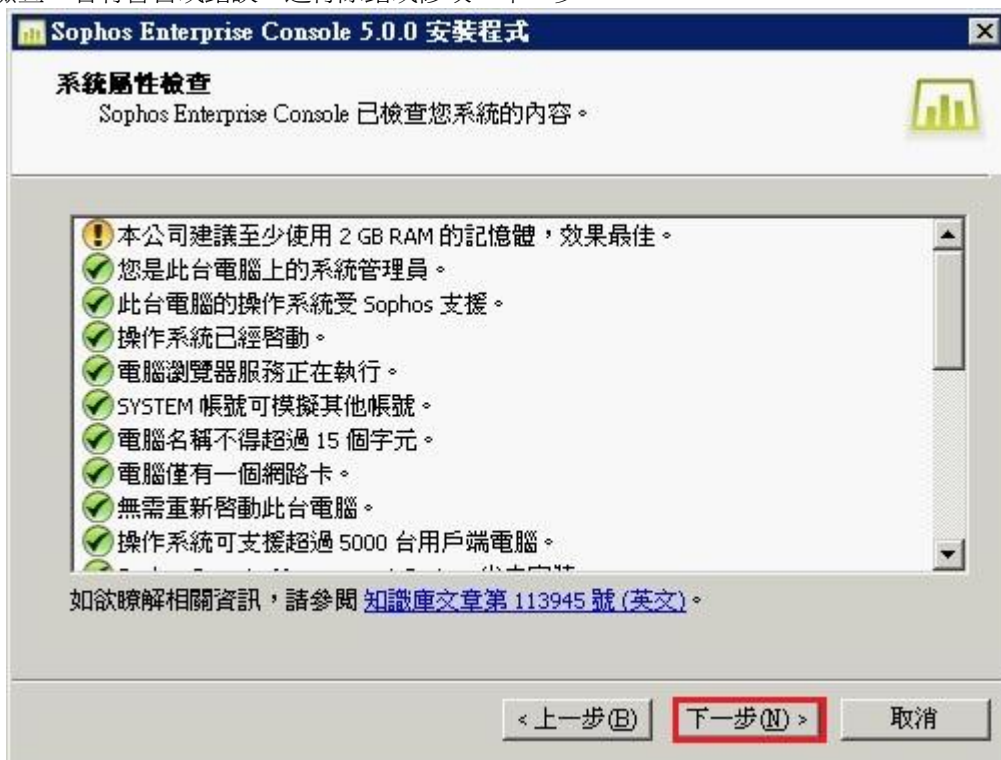 Sophos Enterprise Console 5.0.0 安裝程式
系統屬性檢查
Sophos Enterprise Console 已檢查您系統的內容。
本公司建議至少使用 2 GB RAM 的記憶體，效果最佳。
您是此台電腦上的系統管理員。
此台電腦的操作系統受 Sophos 支援。
操作系統已經啓動。
電腦瀏覽器服務正在執行。
SYSTEM 帳號可模擬其他帳號。
電腦名稱不得超過 15 個字元。
電腦僅有一個網路卡。
無需重新啓動此台電腦。
操作系統可支援超過 5000 台用戶端電腦。
如欲瞭解相關資訊，請參閱 知識庫文章第 113945 號 (英文)。
<上一步(B)
下一步(N) >
取消